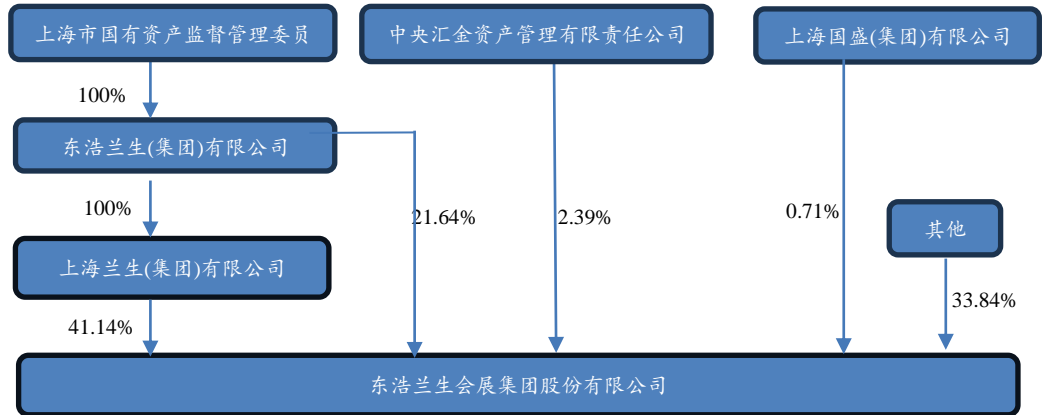 上海市国有资产监督管理委员
中央汇金资产管理有限责任公司
上海国盛(集团)有限公司
100%
东浩兰生(集团)有限公司
100%
21.64%
2.39%
0.71%
其他
上海兰生(集团)有限公司
33.84%
41.14%
东浩兰生会展集团股份有限公司